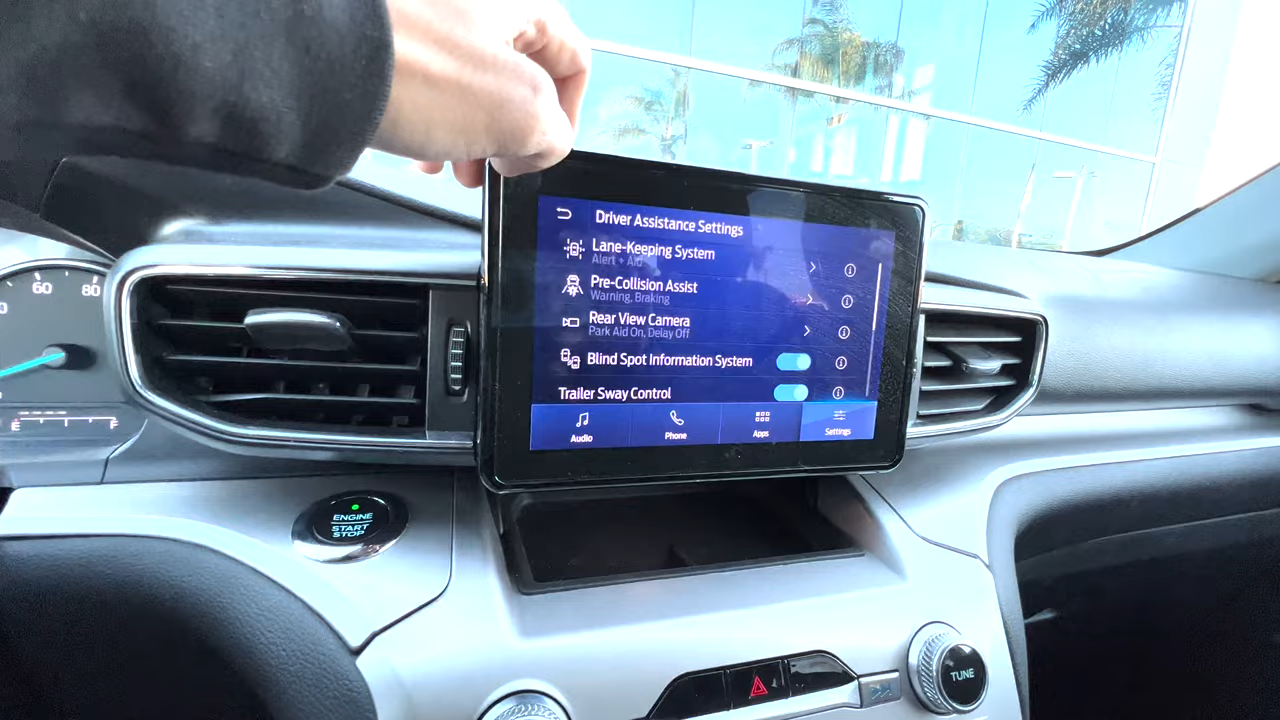 Driver Assistance Settings
Lane-Keeping System
Alert + Aid
Pre-Collision Assist
Warning, Braking
Rear View Camera
Park Aid On, Delay Off
Blind Spot Information System
Trailer Sway Control
Audio
Phone
Apps
Settings
60
80
E
F
ENGINE
START
STOP
TUNE